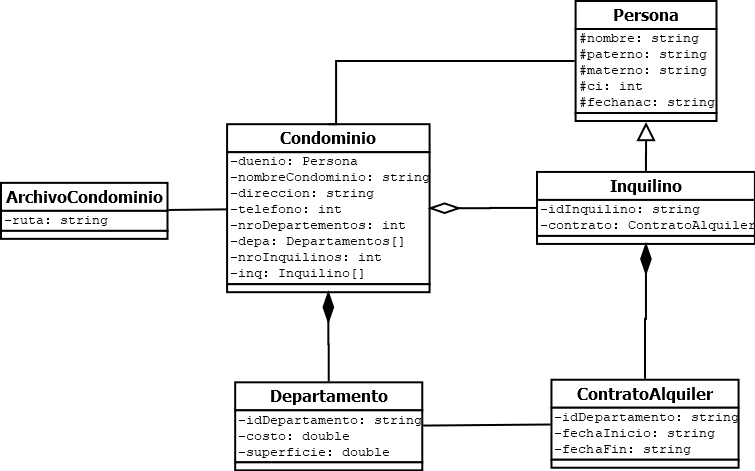 Persona
#nombre: string
#paterno: string
#materno: string
#ci: int
#fechanac: string
Condominio
-duenio: Persona
-nombreCondominio: string
-direccion: string
-telefono: int
-nroDepartementos: int
-depa: Departamentos[]
-nroInquilinos: int
-inq: Inquilino[]
ArchivoCondominio
-ruta: string
Inquilino
-idInquilino: string
-contrato: ContratoAlquiler
Departamento
-idDepartamento: string
-costo: double
-superficie: double
ContratoAlquiler
-idDepartamento: string
-fechaInicio: string
-fechaFin: string